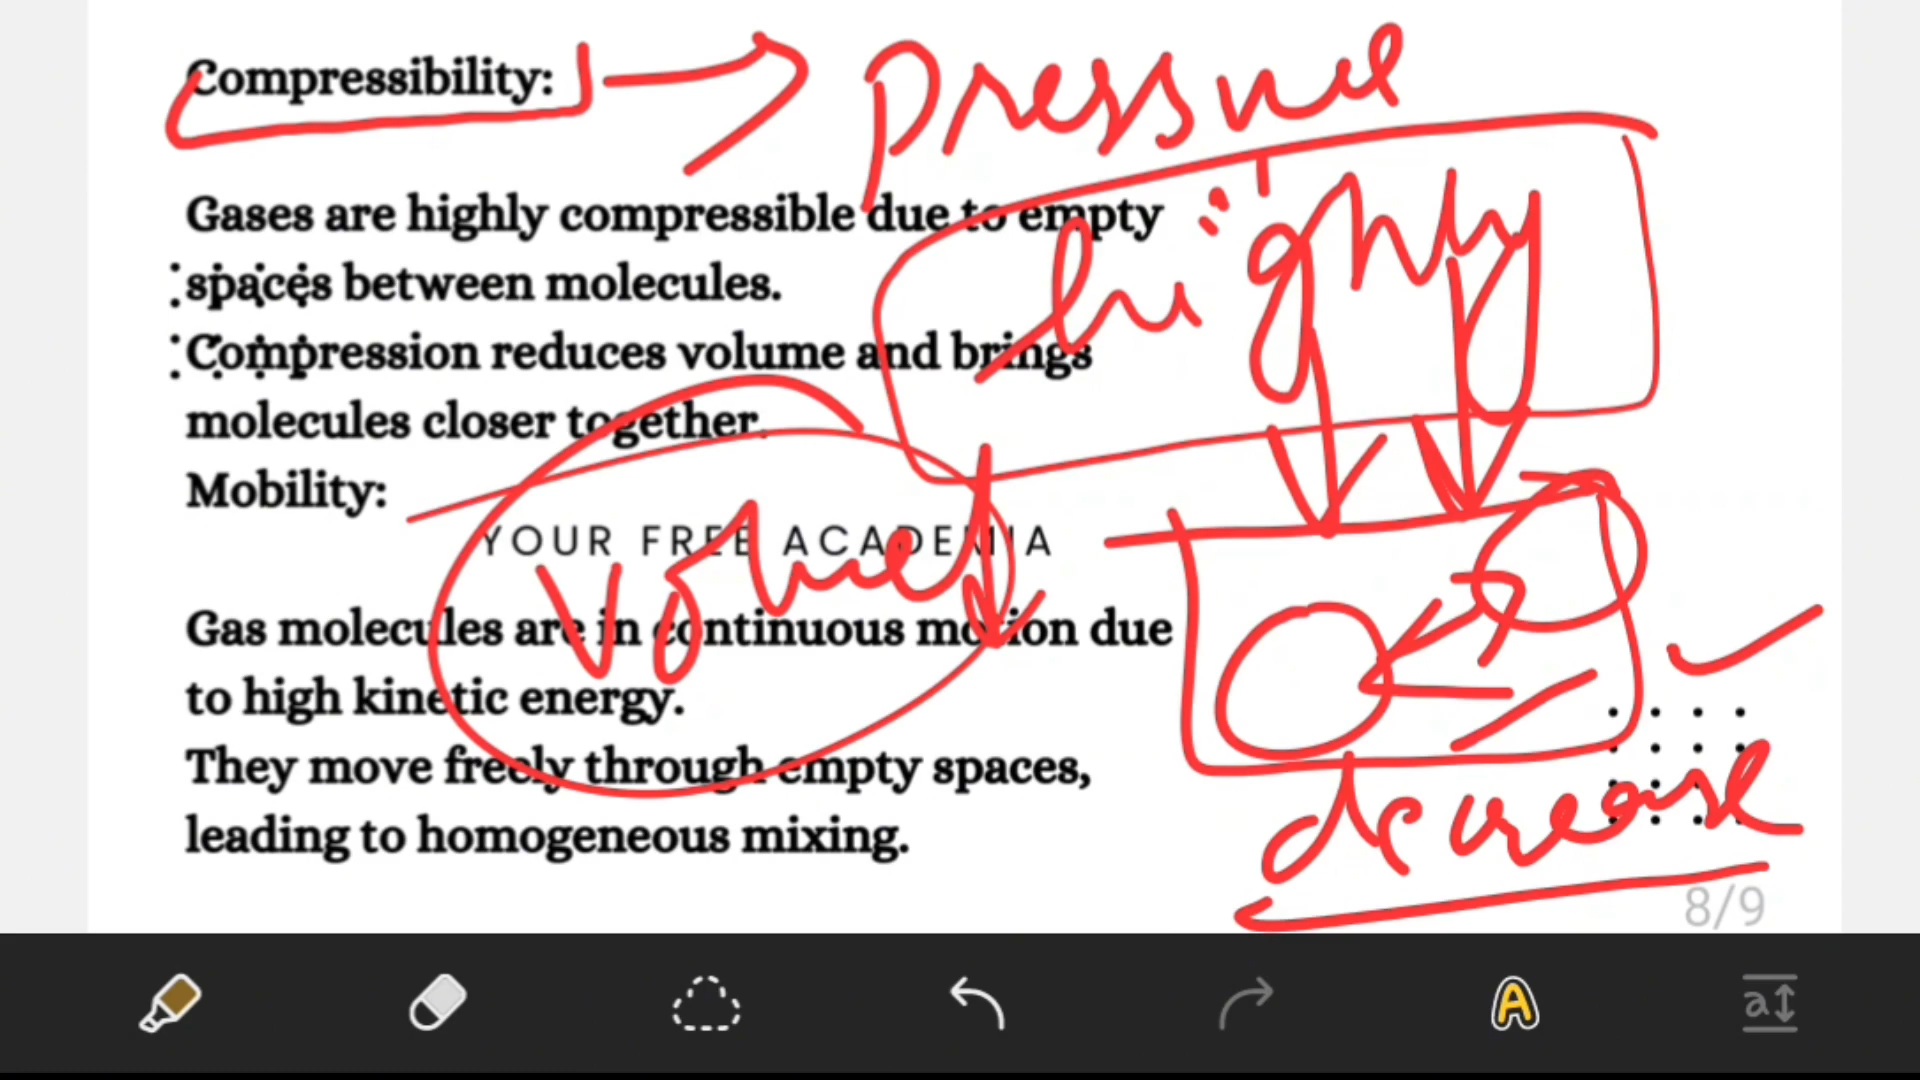 Compressibility:
pressure
Gases are highly compressible due to empty
highly
spaces between molecules.
Compression reduces volume and brings
molecules closer together.
Mobility:
YOUR FREE ACADEMIA
Gas molecules are in continuous motion due
to high kinetic energy.
They move freely through empty spaces,
leading to homogeneous mixing.
decrease
8/9
A
a